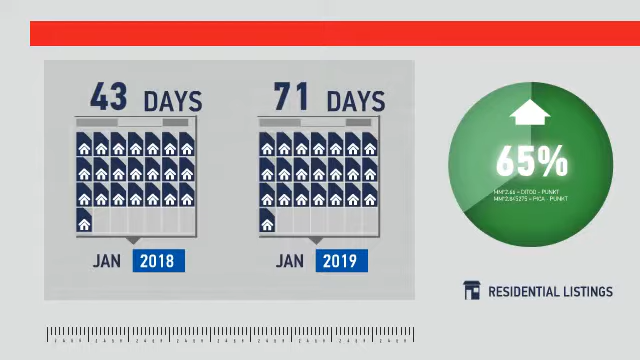 43 DAYS
71 DAYS
65%
JAN 2018
JAN 2019
RESIDENTIAL LISTINGS